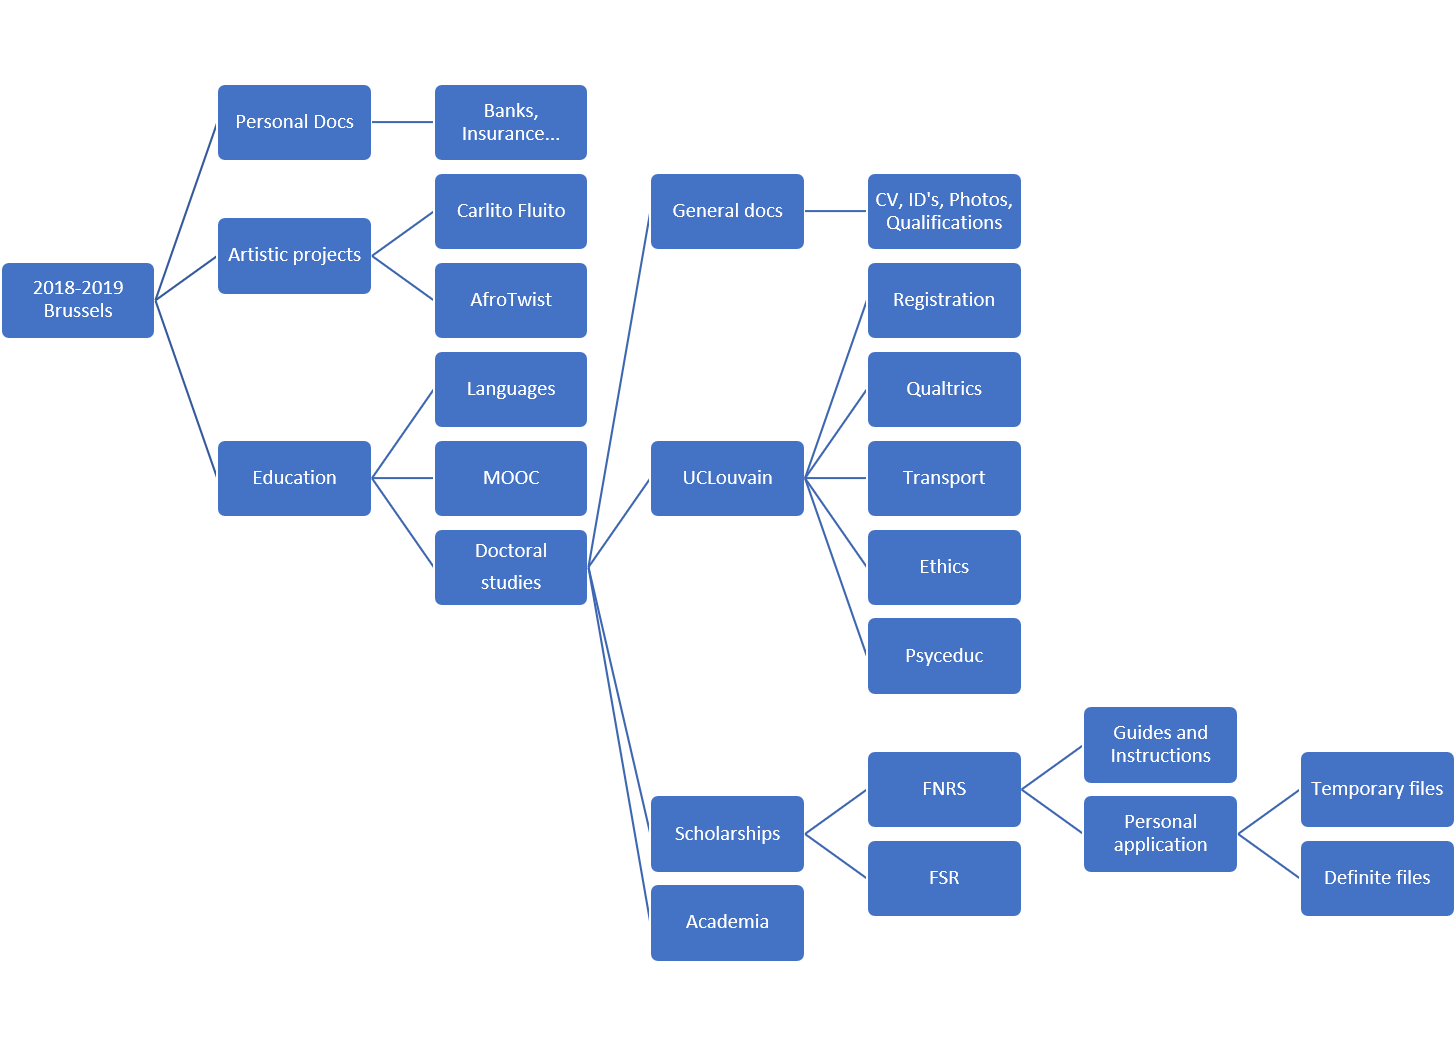 2018-2019
Brussels
Personal Docs
Banks,
Insurance...
Artistic projects
Carlito Fluito
AfroTwist
Education
Languages
MOOC
Doctoral
studies
General docs
CV, ID's, Photos,
Qualifications
UCLouvain
Registration
Qualtrics
Transport
Ethics
Psyceduc
Scholarships
FNRS
Guides and
Instructions
Personal
application
Temporary files
Definite files
FSR
Academia